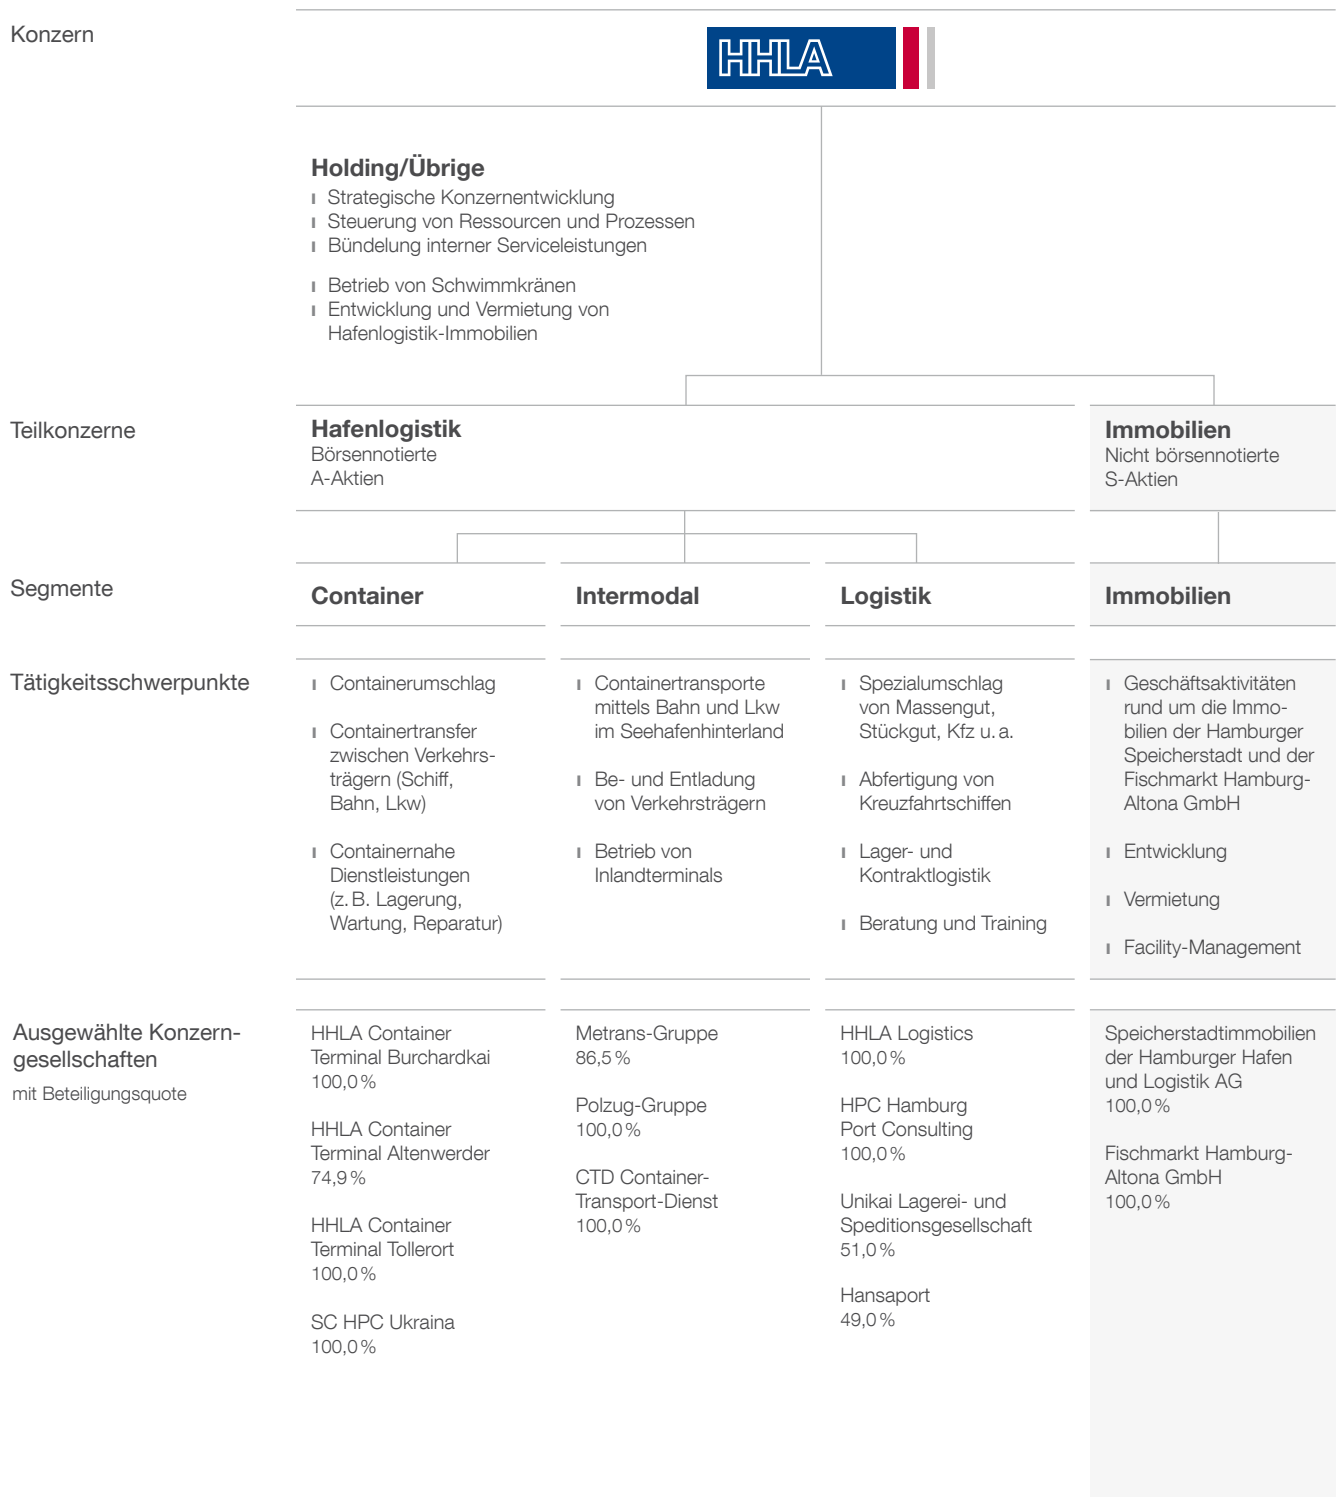 Konzern
HHLA
Holding/Übrige
Strategische Konzernentwicklung
Steuerung von Ressourcen und Prozessen
Bündelung interner Serviceleistungen
Betrieb von Schwimmkränen
Entwicklung und Vermietung von
Hafenlogistik-Immobilien
Teilkonzerne
Hafenlogistik
Börsennotierte
A-Aktien
Immobilien
Nicht börsennotierte
S-Aktien
Segmente
Container
Intermodal
Logistik
Immobilien
Tätigkeitsschwerpunkte
Containerumschlag
Containertransfer
zwischen Verkehrs-
trägern (Schiff,
Bahn, Lkw)
Containernahe
Dienstleistungen
(z. B. Lagerung,
Wartung, Reparatur)
Containertransporte
mittels Bahn und Lkw
im Seehafenhinterland
Be- und Entladung
von Verkehrsträgern
Betrieb von
Inlandterminals
Spezialumschlag
von Massengut,
Stückgut, Kfz u. a.
Abfertigung von
Kreuzfahrtschiffen
Lager- und
Kontraktlogistik
Beratung und Training
Geschäftsaktivitäten
rund um die Immo-
bilien der Hamburger
Speicherstadt und der
Fischmarkt Hamburg-
Altona GmbH
Entwicklung
Vermietung
Facility-Management
Ausgewählte Konzern-
gesellschaften
mit Beteiligungsquote
HHLA Container
Terminal Burchardkai
100,0 %
HHLA Container
Terminal Altenwerder
74,9 %
HHLA Container
Terminal Tollerort
100,0 %
SC HPC Ukraina
100,0 %
Metrans-Gruppe
86,5 %
Polzug-Gruppe
100,0 %
CTD Container-
Transport-Dienst
100,0 %
HHLA Logistics
100,0 %
HPC Hamburg
Port Consulting
100,0 %
Unikai Lagerei- und
Speditionsgesellschaft
51,0 %
Hansaport
49,0 %
Speicherstadtimmobilien
der Hamburger Hafen
und Logistik AG
100,0 %
Fischmarkt Hamburg-
Altona GmbH
100,0 %